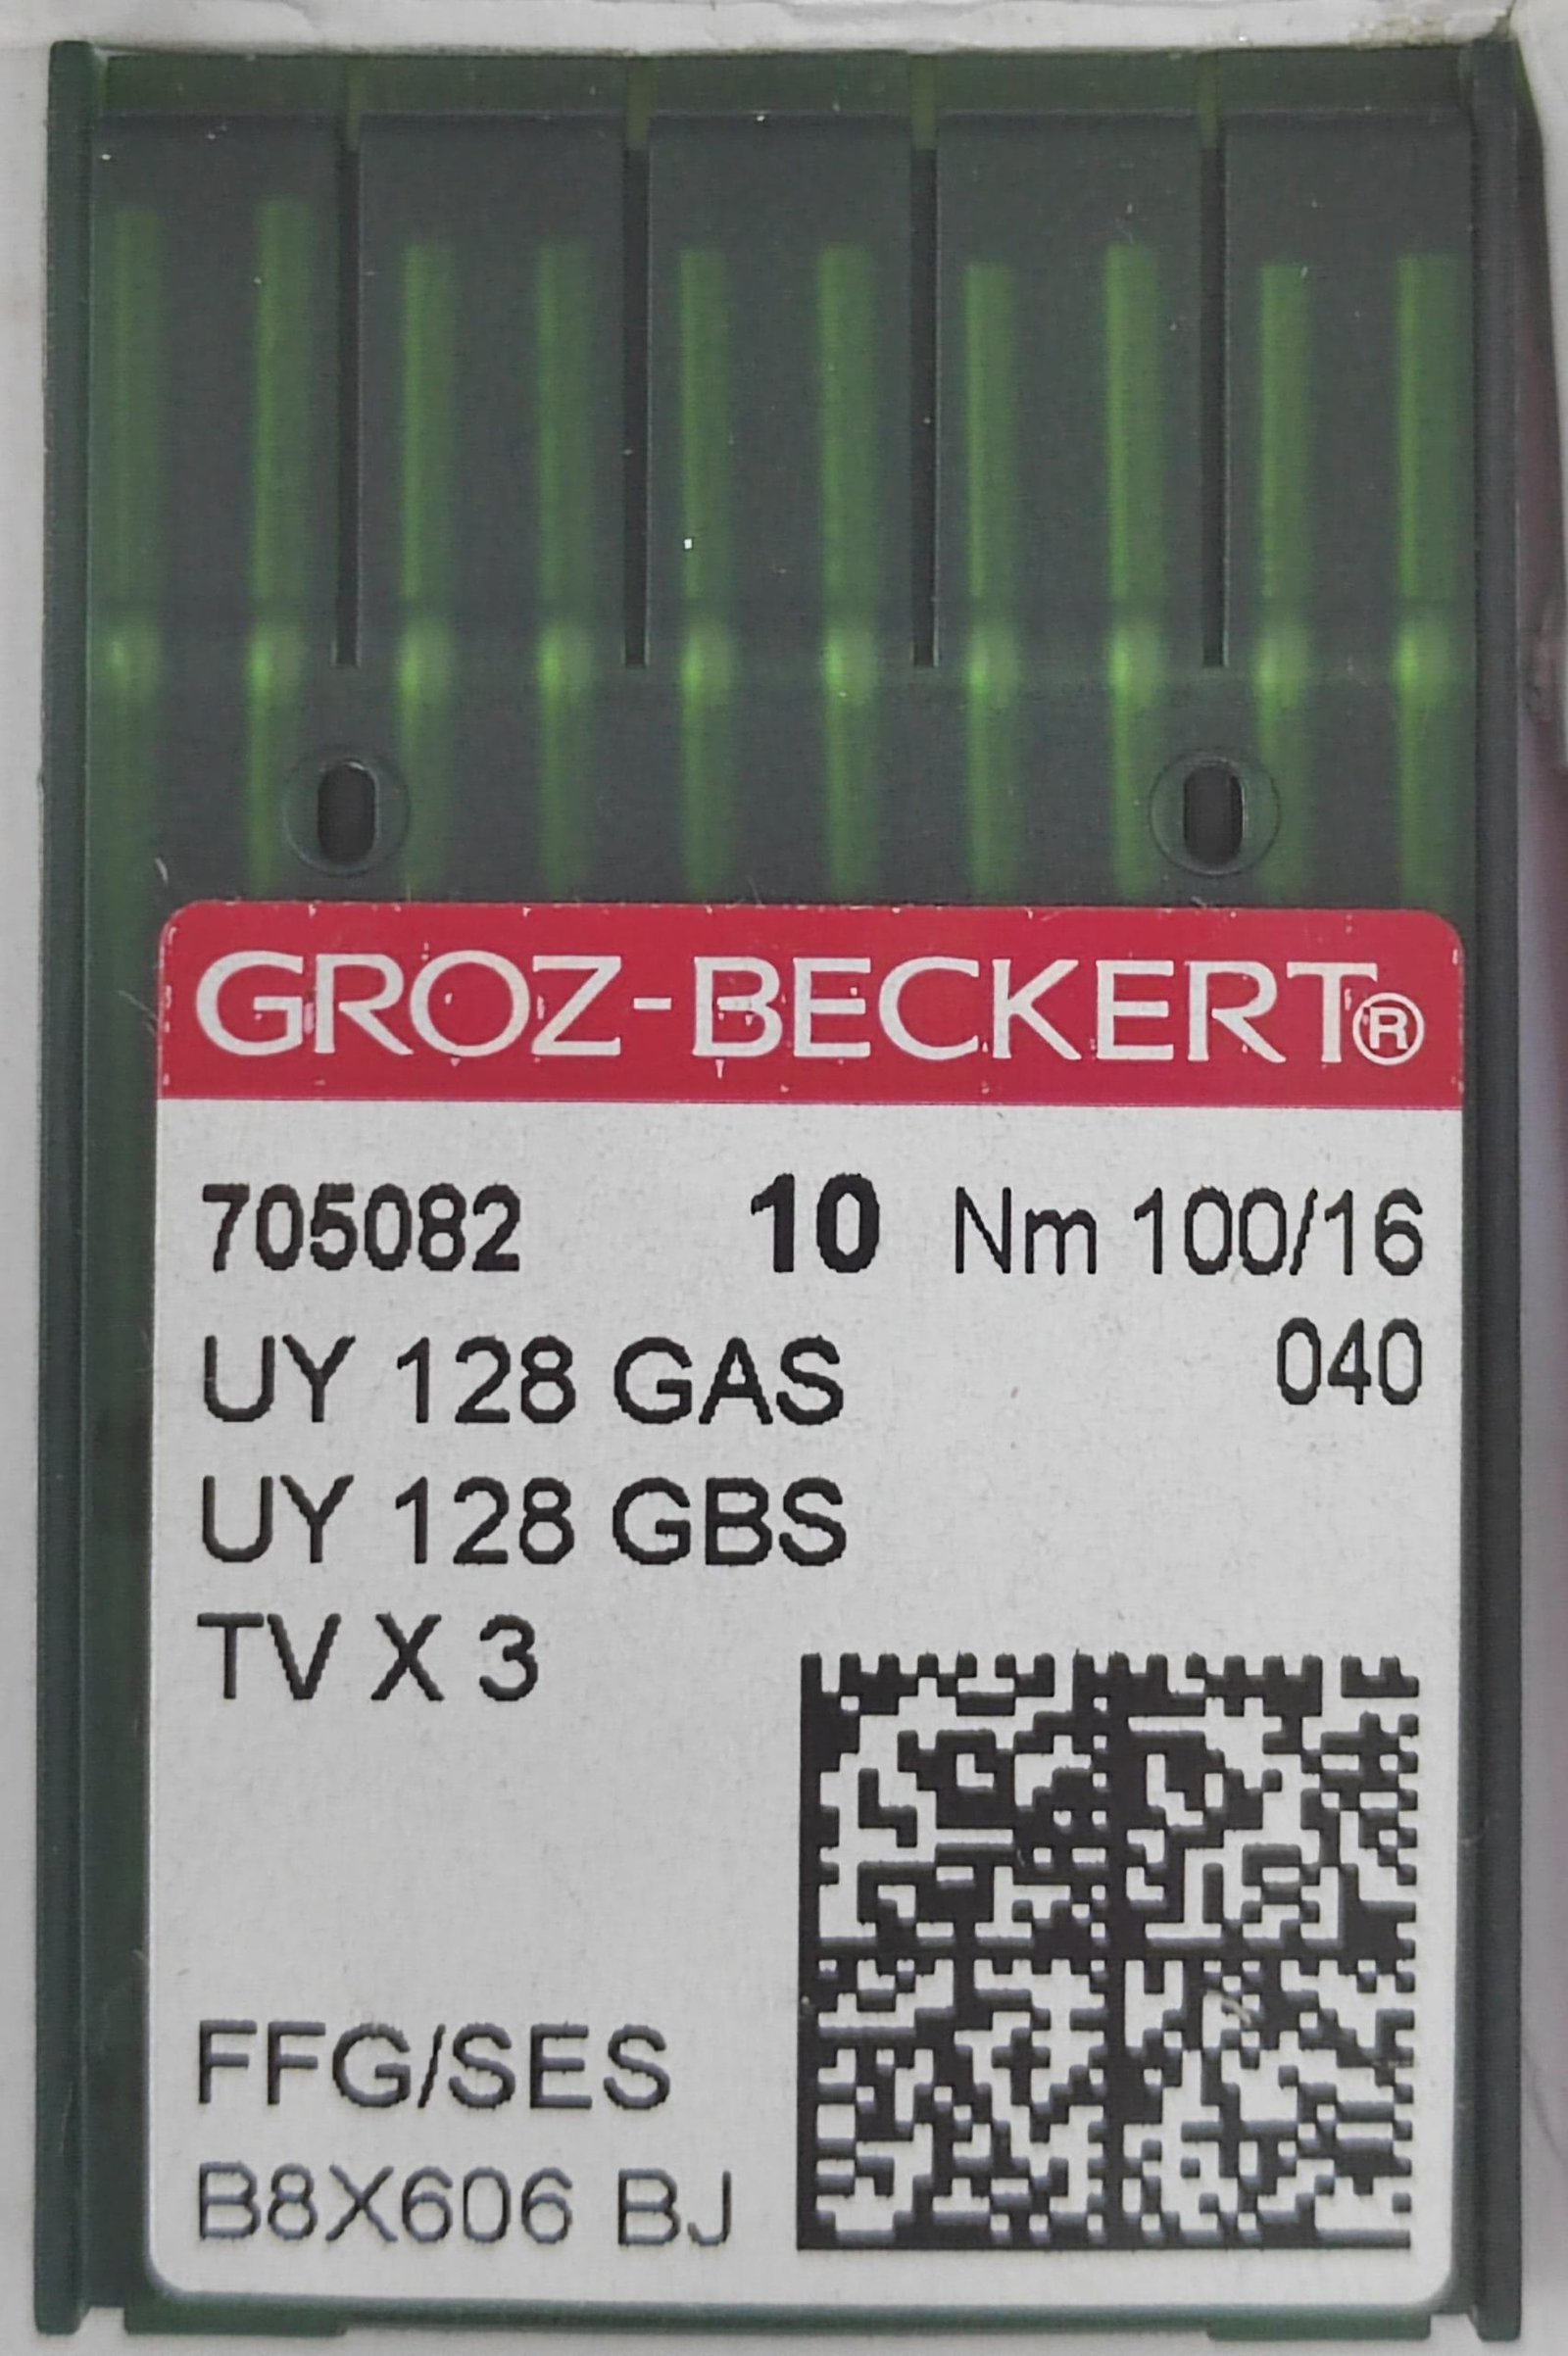 GROZ-BECKERT®
705082 10 Nm 100/16
UY 128 GAS 040
UY 128 GBS
TV X 3
FFG/SES
B8X606 BJ